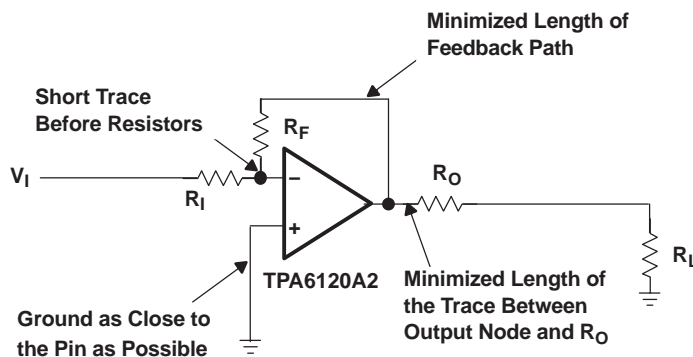 Minimized Length of
Feedback Path
Short Trace
Before Resistors
RF
VI
RI
−
+
RO
RL
TPA6120A2
Minimized Length of
the Trace Between
Output Node and RO
Ground as Close to
the Pin as Possible